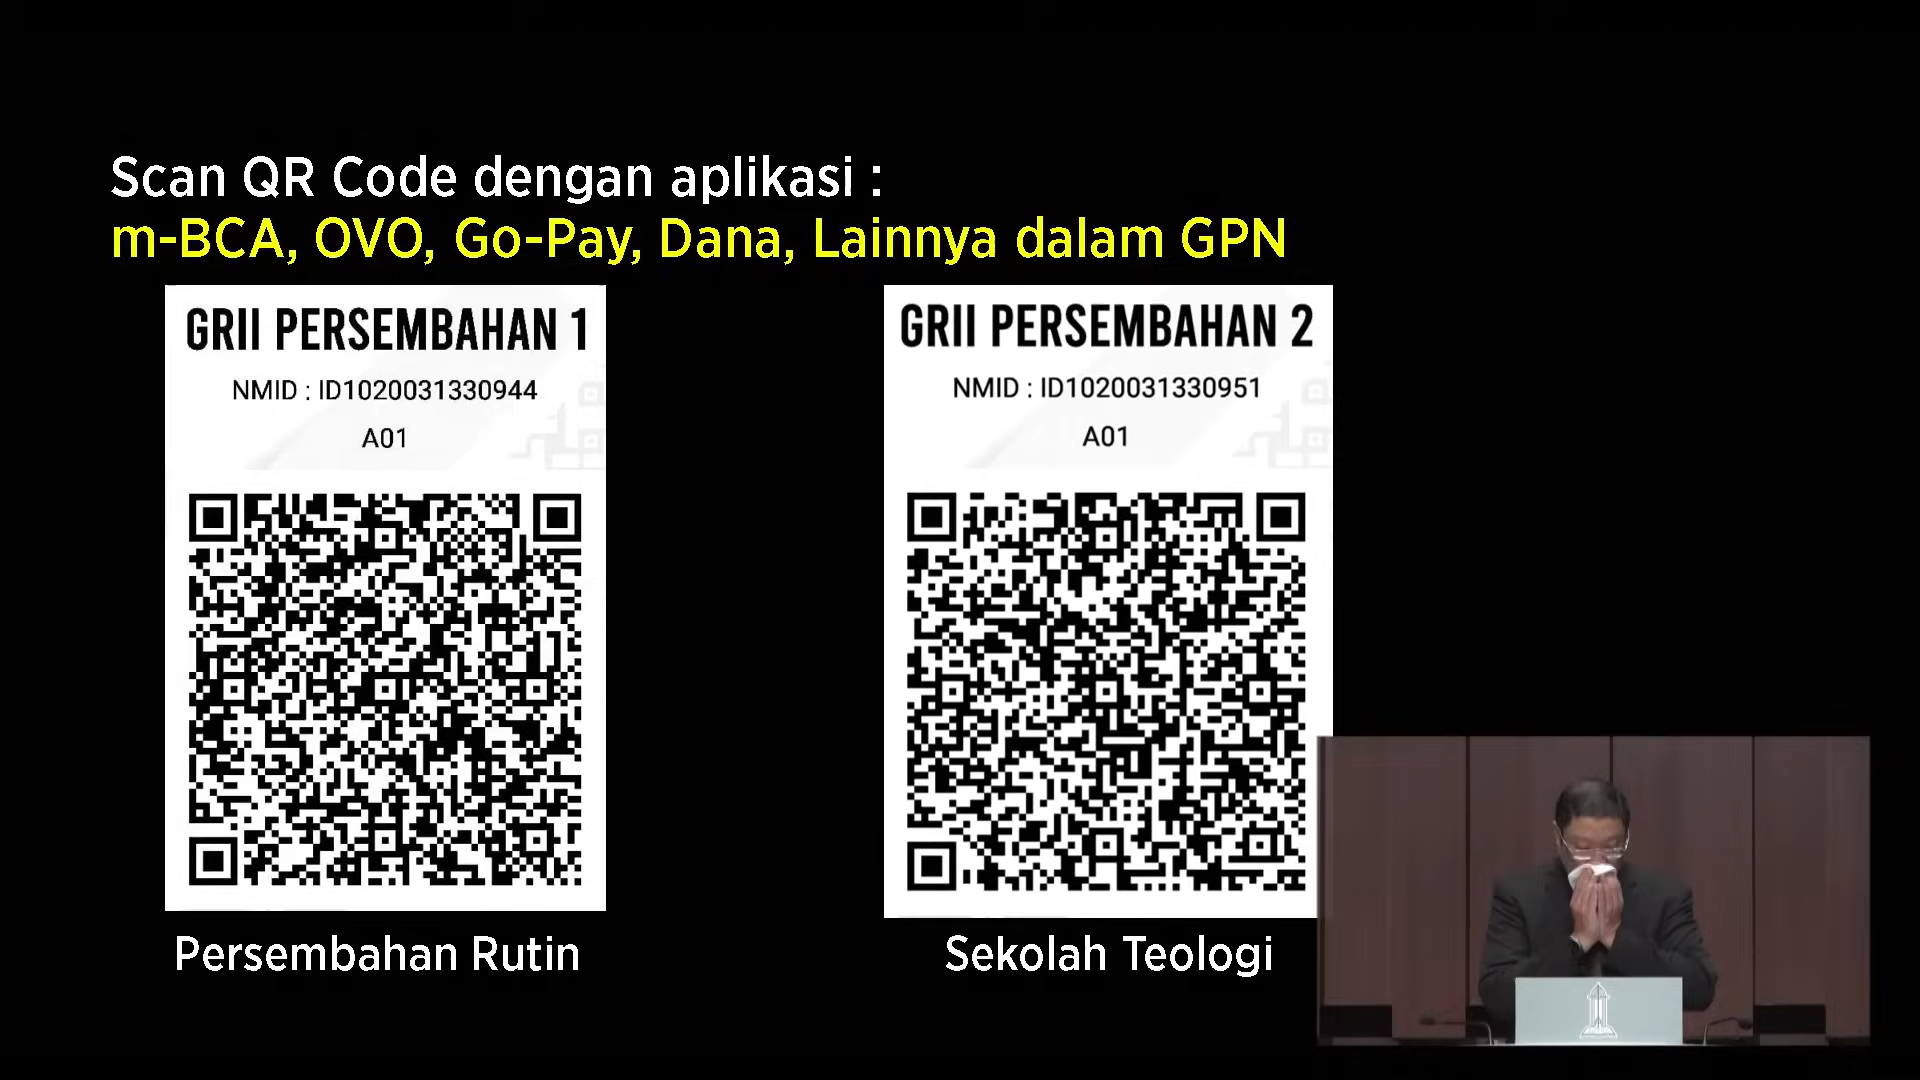 Scan QR Code dengan aplikasi :
m-BCA, OVO, Go-Pay, Dana, Lainnya dalam GPN
GRII PERSEMBAHAN 1
NMID : ID1020031330944
A01
Persembahan Rutin
GRII PERSEMBAHAN 2
NMID : ID1020031330951
A01
Sekolah Teologi